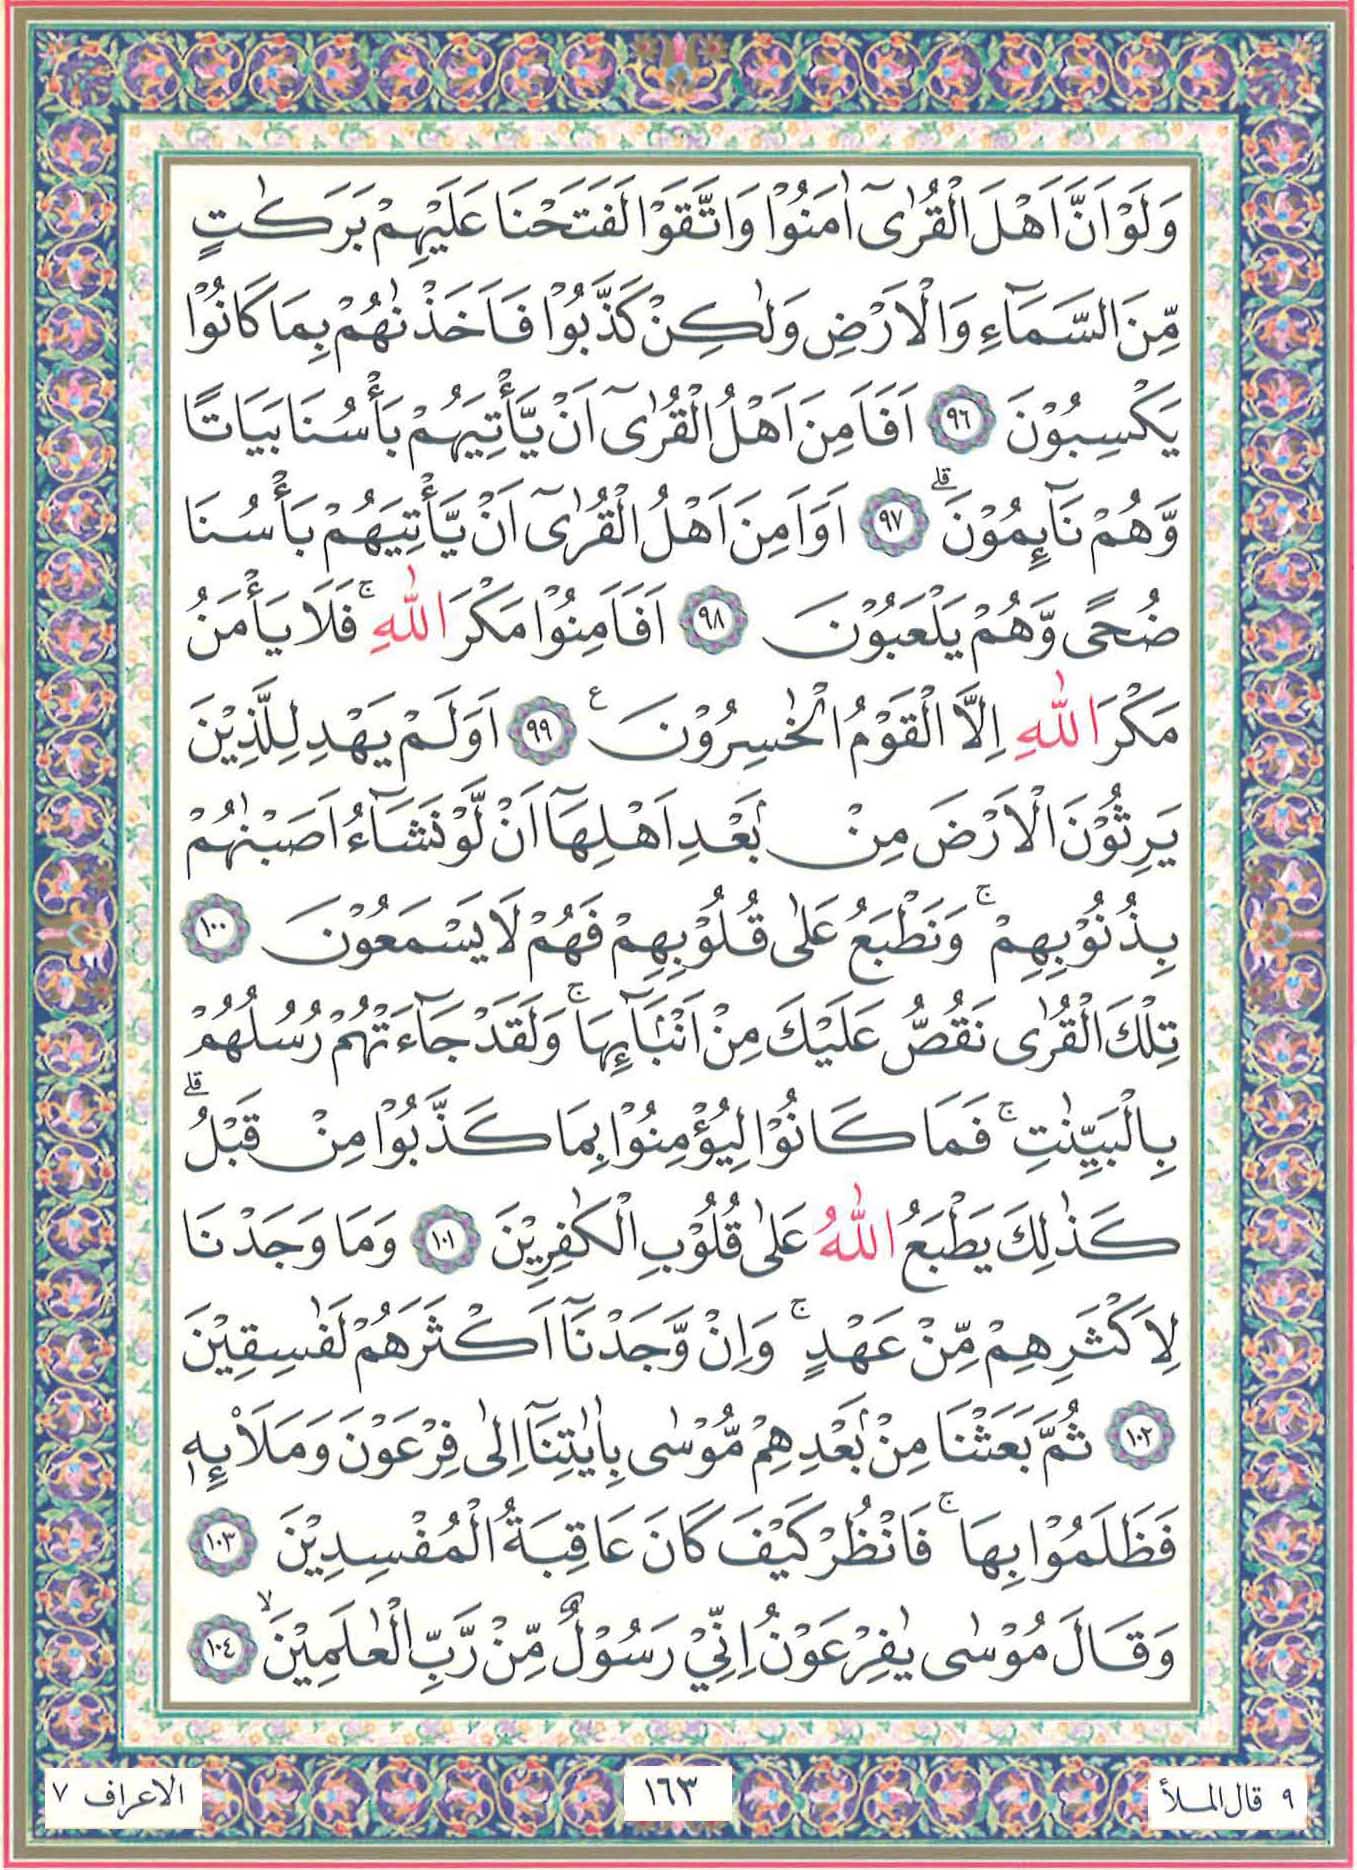 وَلَوْ اَنَّ اَهْلَ الْقُرٰٓى اٰمَنُوْا وَاتَّقَوْا لَفَتَحْنَا عَلَيْهِمْ بَرَكٰتٍ
مِّنَ السَّمَآءِ وَالْاَرْضِ وَلٰكِنْ كَذَّبُوْا فَاَخَذْنٰهُمْ بِمَا كَانُوْا
يَكْسِبُوْنَ ٩٦ اَفَاَمِنَ اَهْلُ الْقُرٰٓى اَنْ يَّأْتِيَهُمْ بَأْسُنَا بَيَاتًا
وَّهُمْ نَآىِٕمُوْنَ ۗ ٩٧ اَوَاَمِنَ اَهْلُ الْقُرٰٓى اَنْ يَّأْتِيَهُمْ بَأْسُنَا
ضُحًى وَّهُمْ يَلْعَبُوْنَ ٩٨ اَفَاَمِنُوْا مَكْرَ اللّٰهِ ۚ فَلَا يَأْمَنُ
مَكْرَ اللّٰهِ اِلَّا الْقَوْمُ الْخٰسِرُوْنَ ࣖ ٩٩ اَوَلَمْ يَهْدِ لِلَّذِيْنَ
يَرِثُوْنَ الْاَرْضَ مِنْۢ بَعْدِ اَهْلِهَآ اَنْ لَّوْ نَشَآءُ اَصَبْنٰهُمْ
بِذُنُوْبِهِمْ ۚ وَنَطْبَعُ عَلٰى قُلُوْبِهِمْ فَهُمْ لَا يَسْمَعُوْنَ ١٠٠
تِلْكَ الْقُرٰى نَقُصُّ عَلَيْكَ مِنْ اَنْۢبَآىِٕهَا ۚ وَلَقَدْ جَآءَتْهُمْ رُسُلُهُمْ
بِالْبَيِّنٰتِ ۚ فَمَا كَانُوْا لِيُؤْمِنُوْا بِمَا كَذَّبُوْا مِنْ قَبْلُ ۗ
كَذٰلِكَ يَطْبَعُ اللّٰهُ عَلٰى قُلُوْبِ الْكٰفِرِيْنَ ١٠١ وَمَا وَجَدْنَا
لِاَكْثَرِهِمْ مِّنْ عَهْدٍ ۚ وَاِنْ وَّجَدْنَآ اَكْثَرَهُمْ لَفٰسِقِيْنَ
١٠٢ ثُمَّ بَعَثْنَا مِنْۢ بَعْدِهِمْ مُّوْسٰى بِاٰيٰتِنَآ اِلٰى فِرْعَوْنَ وَمَلَا۟ىِٕهٖ
فَظَلَمُوْا بِهَا ۚ فَانْظُرْ كَيْفَ كَانَ عَاقِبَةُ الْمُفْسِدِيْنَ ١٠٣
وَقَالَ مُوْسٰى يٰفِرْعَوْنُ اِنِّيْ رَسُوْلٌ مِّنْ رَّبِّ الْعٰلَمِيْنَ ۙ ١٠٤
٩ قال الملأ
١٦٣
الاعراف ٧